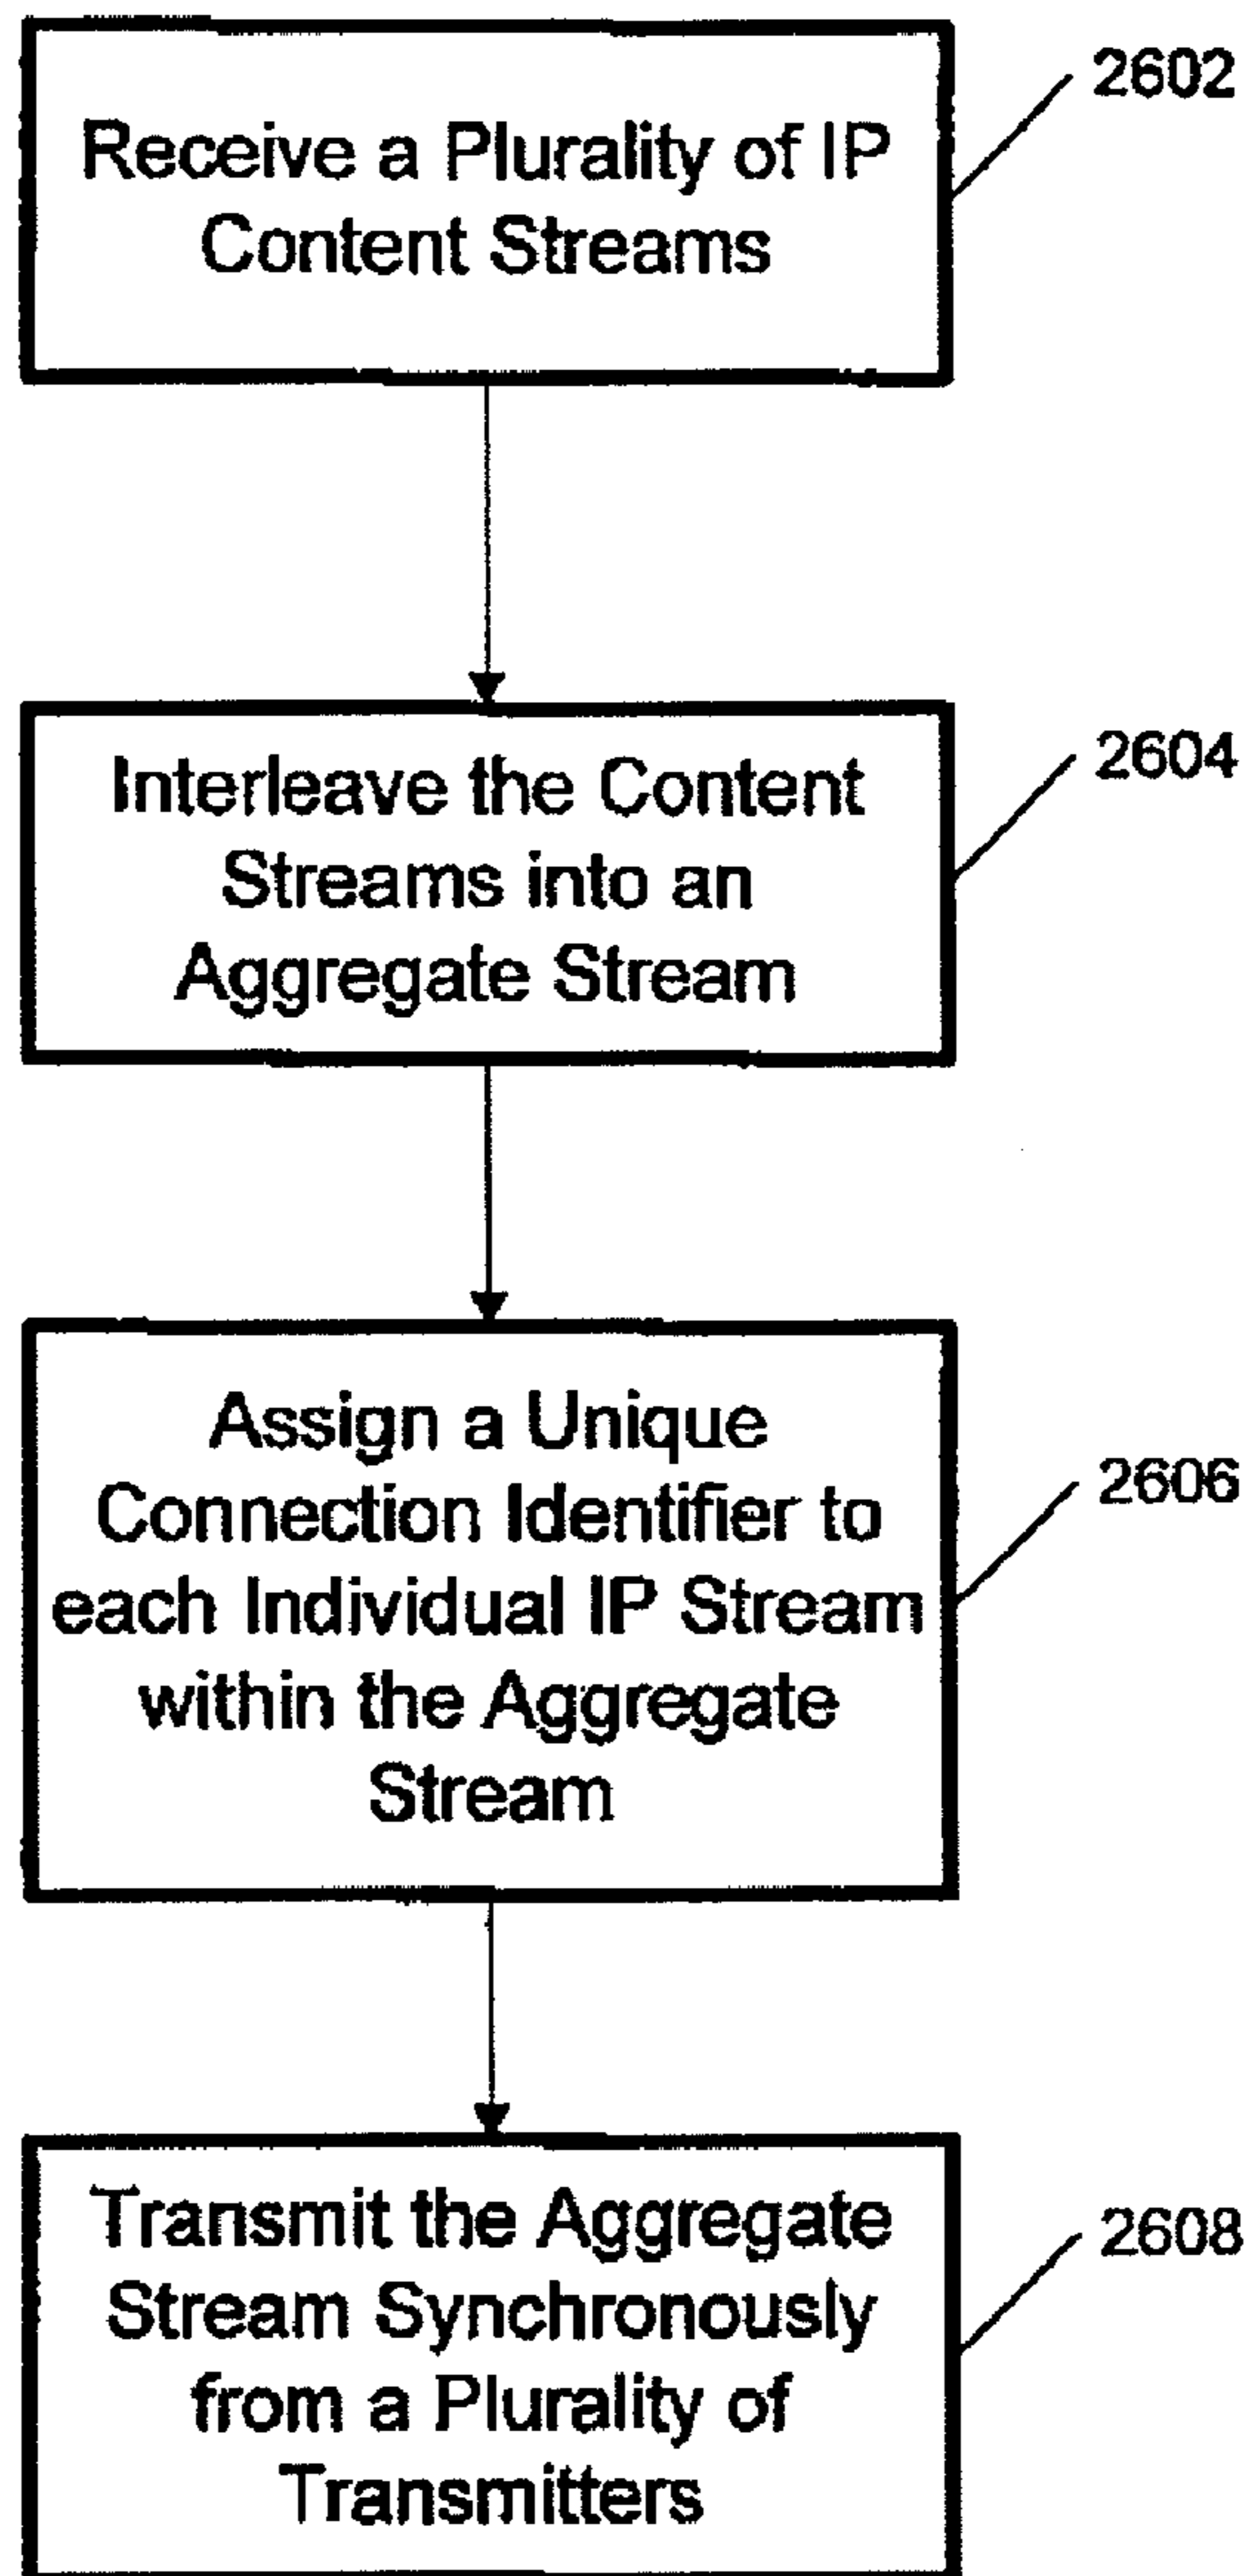 Receive a Plurality of IP
Content Streams
2602
Interleave the Content
Streams into an
Aggregate Stream
2604
Assign a Unique
Connection Identifier to
each Individual IP Stream
within the Aggregate
Stream
2606
Transmit the Aggregate
Stream Synchronously
from a Plurality of
Transmitters
2608